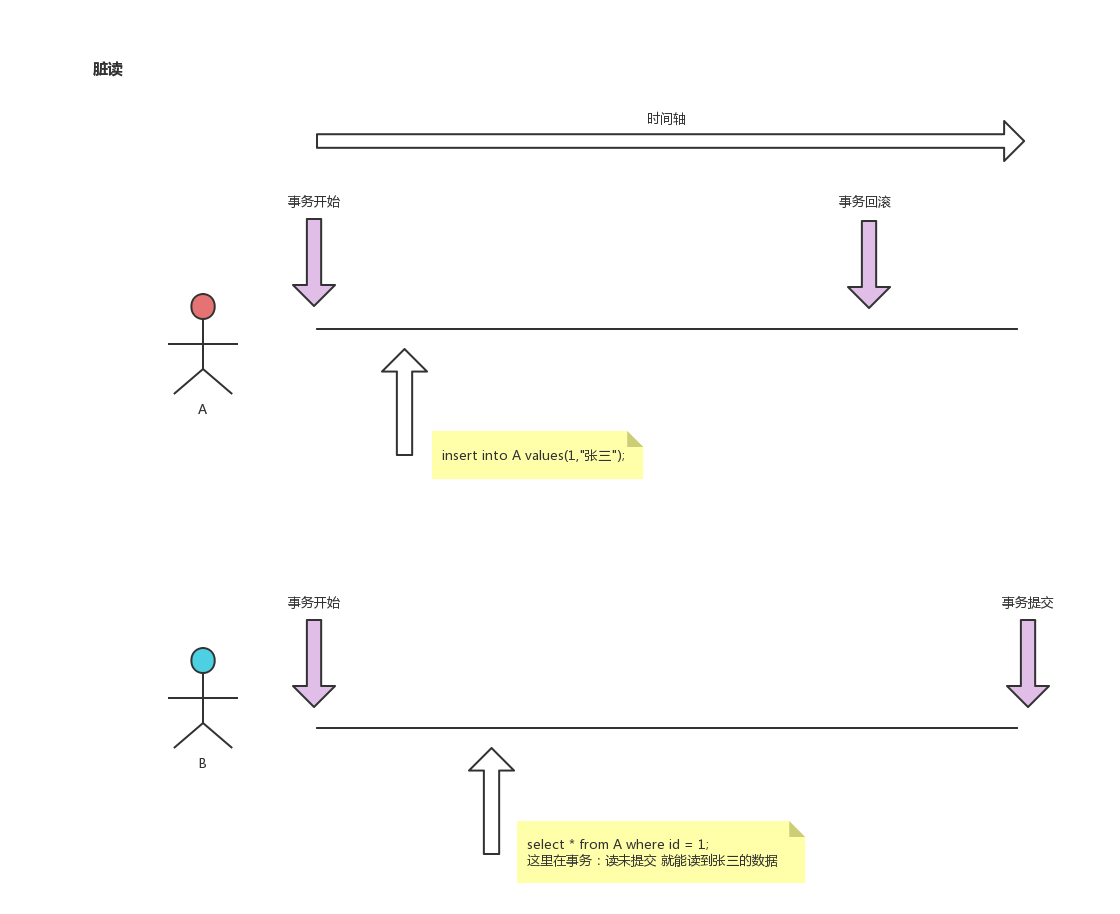 脏读
时间轴
事务开始
事务回滚
A
insert into A values(1,"张三");
事务开始
事务提交
B
select * from A where id = 1;
这里在事务：读未提交 就能读到张三的数据